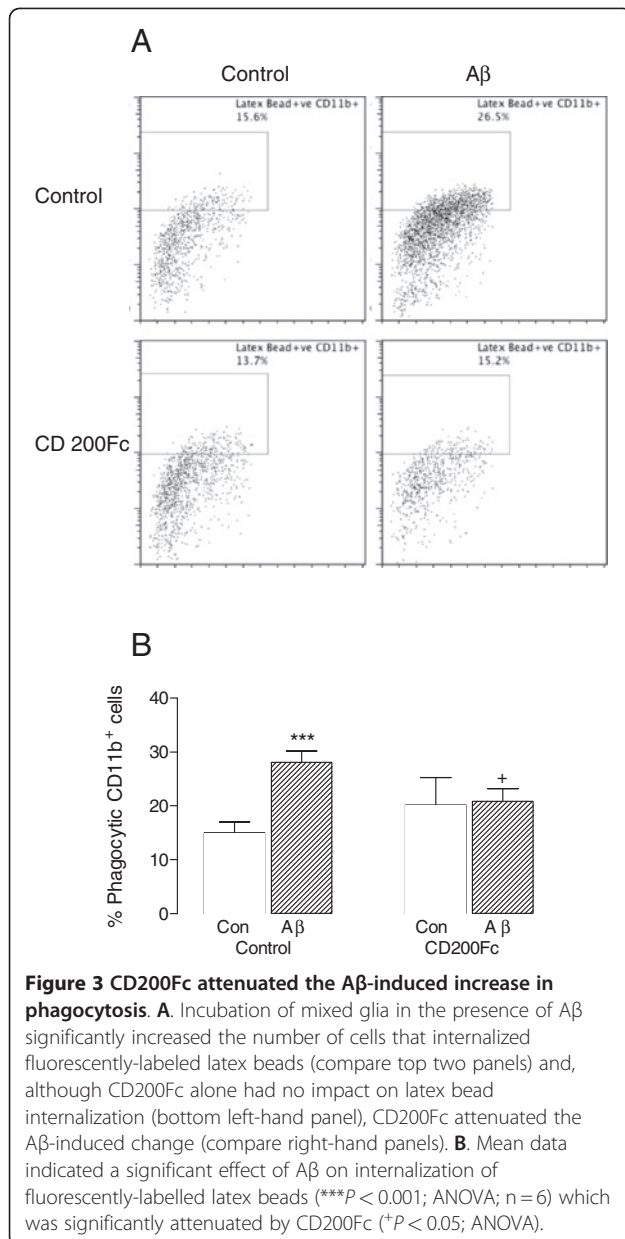 A
Control
Aβ
Latex Bead+ve CD11b+
15.6%
Latex Bead+ve CD11b+
26.5%
Control
Latex Bead+ve CD11b+
13.7%
Latex Bead+ve CD11b+
15.2%
CD 200Fc
B
% Phagocytic CD11b⁺ cells
40
30
20
10
0
***
+
Con
Aβ
Con
Aβ
Control
CD200Fc
Figure 3 CD200Fc attenuated the Aβ-induced increase in
phagocytosis. A. Incubation of mixed glia in the presence of Aβ
significantly increased the number of cells that internalized
fluorescently-labeled latex beads (compare top two panels) and,
although CD200Fc alone had no impact on latex bead
internalization (bottom left-hand panel), CD200Fc attenuated the
Aβ-induced change (compare right-hand panels). B. Mean data
indicated a significant effect of Aβ on internalization of
fluorescently-labelled latex beads (***P < 0.001; ANOVA; n = 6) which
was significantly attenuated by CD200Fc (⁺P < 0.05; ANOVA).